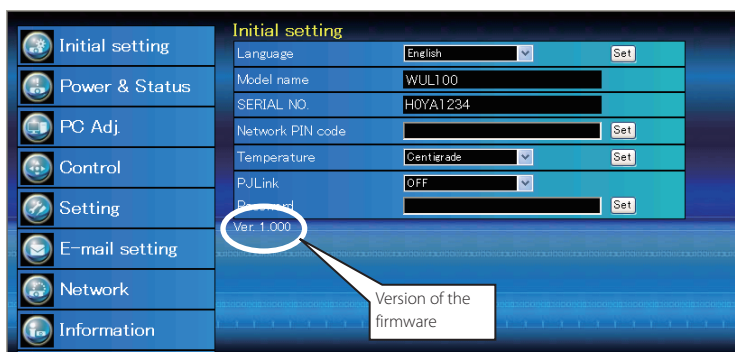 Initial setting
Power & Status
PC Adj.
Control
Setting
E-mail setting
Network
Information
Initial setting
Language English Set
Model name WUL100
SERIAL NO. H0YA1234
Network PIN code Set
Temperature Centigrade Set
PJLink OFF
Password Set
Ver. 1.000
Version of the
firmware